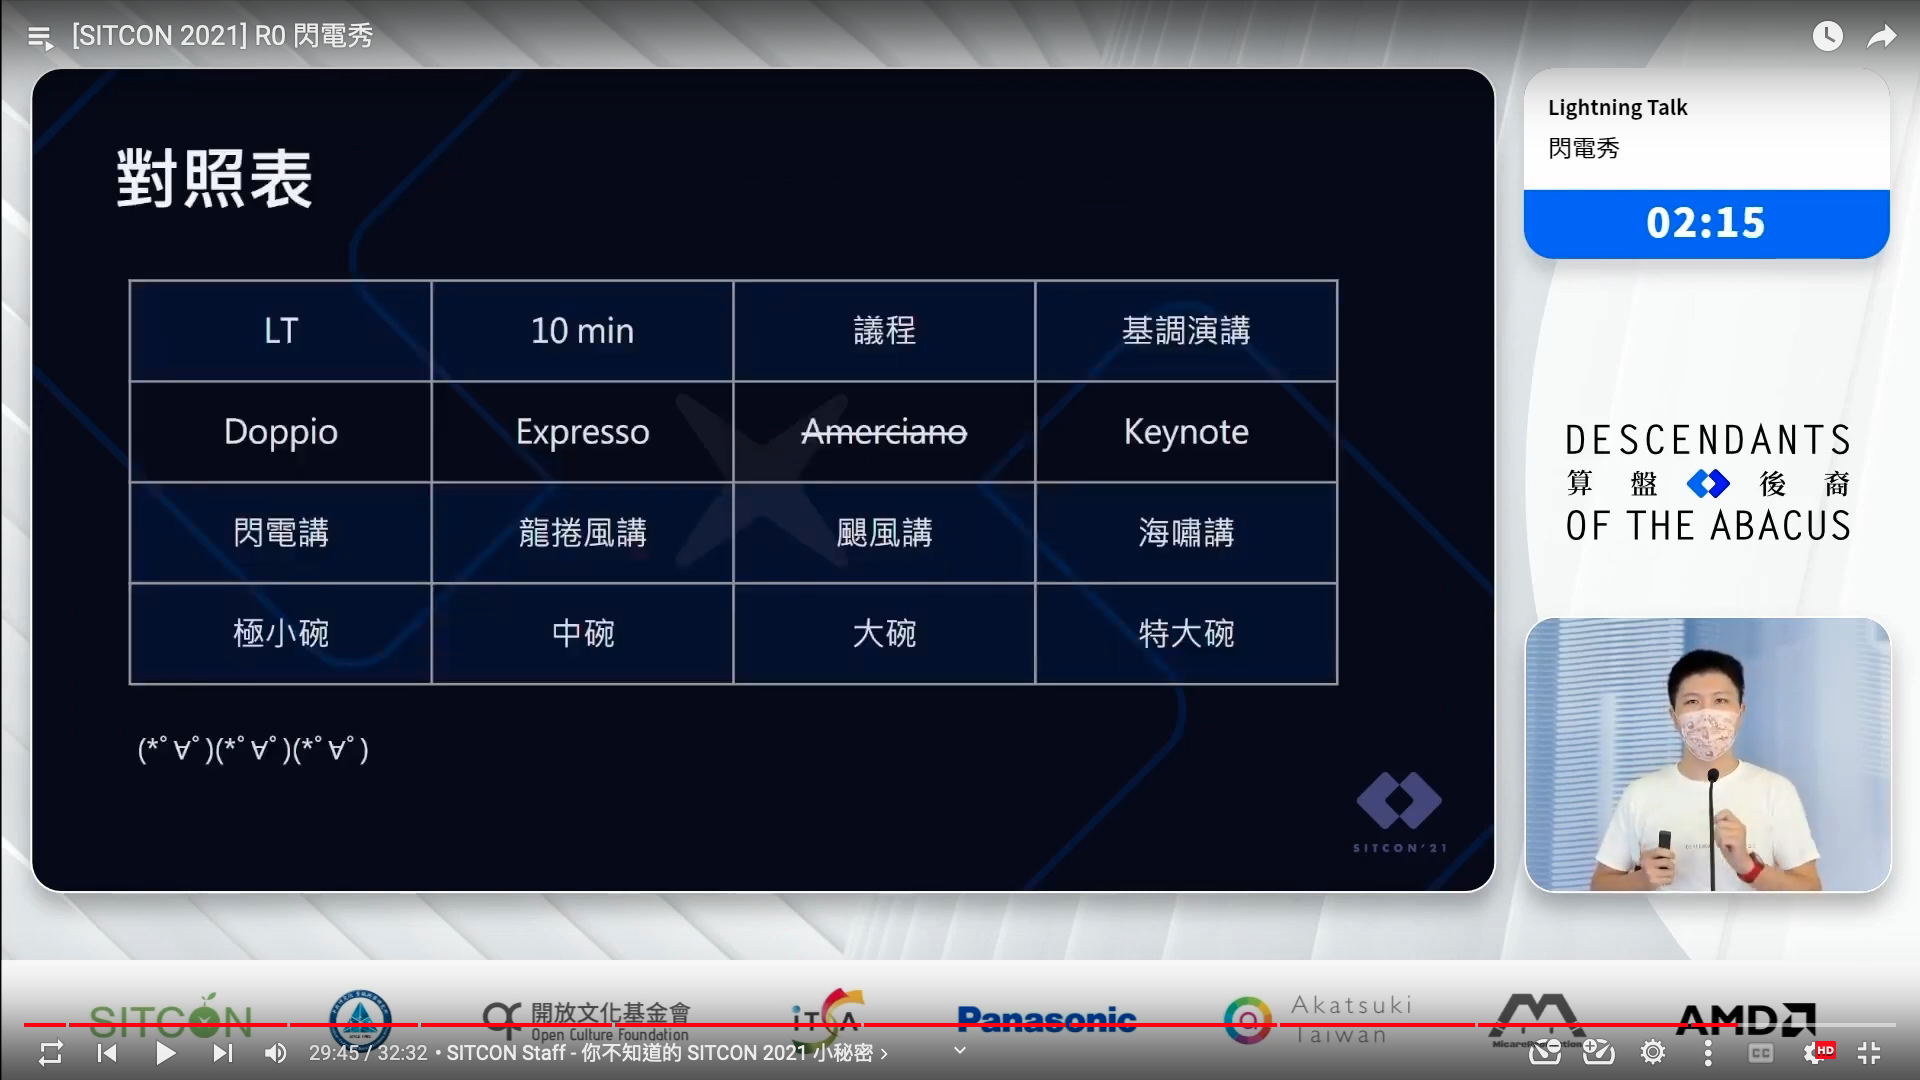 [SITCON 2021] R0 閃電秀
對照表
LT 10 min 議程 基調演講
Doppio Expresso Amerciano Keynote
閃電講 龍捲風講 颶風講 海嘯講
極小碗 中碗 大碗 特大碗
(*ﾟ∀ﾟ)(*ﾟ∀ﾟ)(*ﾟ∀ﾟ)
SITCON'21
Lightning Talk
閃電秀
02:15
DESCENDANTS
算盤後裔
OF THE ABACUS
SITCON
開放文化基金會
Open Culture Foundation
iTSA
Panasonic
Akatsuki
Taiwan
AMD
29:45 / 32:32 • SITCON Staff - 你不知道的 SITCON 2021 小秘密 ›
CC
HD